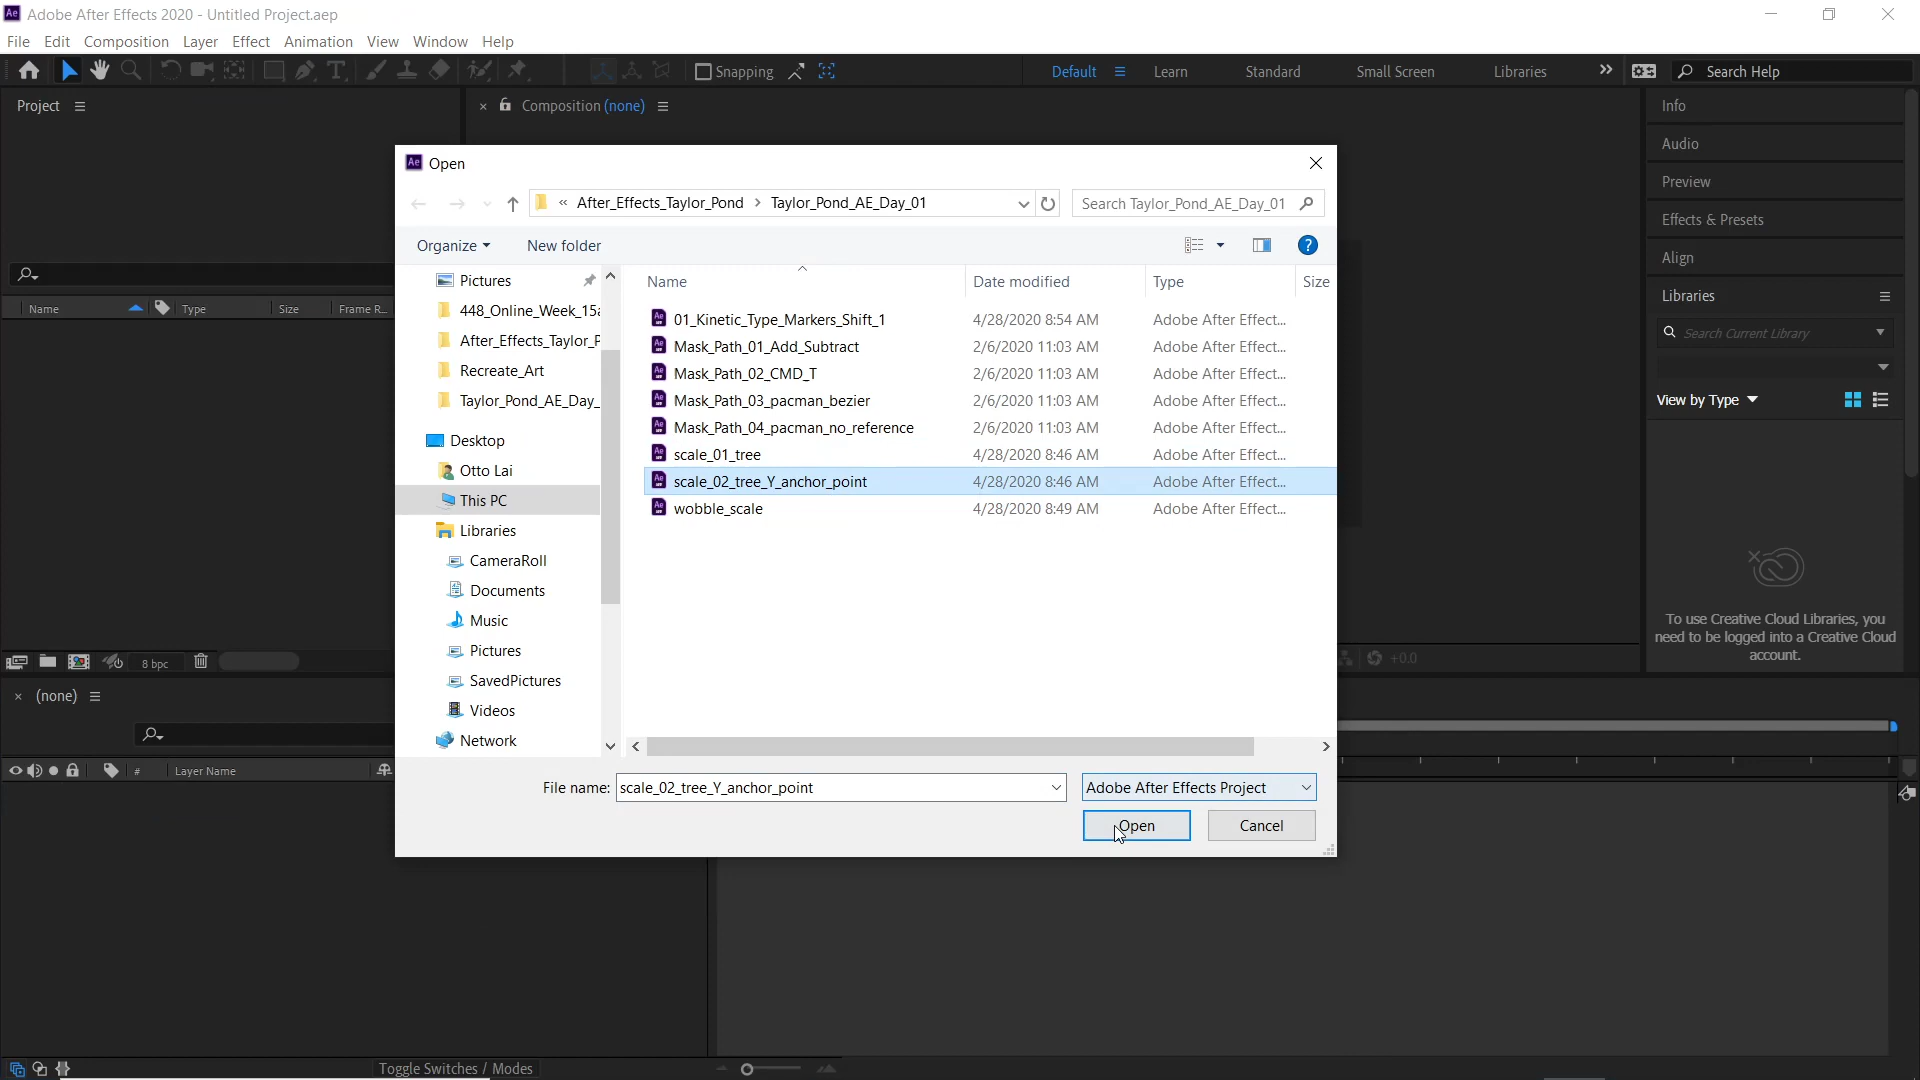 Ae Adobe After Effects 2020 - Untitled Project.aep
File Edit Composition Layer Effect Animation View Window Help
Snapping Default Learn Standard Small Screen Libraries Search Help
Project
Composition (none)
Info
Audio
Preview
Effects & Presets
Align
Libraries
Search Current Library
View by Type
To use Creative Cloud Libraries, you
need to be logged into a Creative Cloud
account.
Name Type Size Frame R...
8 bpc
+0.0
(none)
# Layer Name
Toggle Switches / Modes
Ae Open
« After_Effects_Taylor_Pond > Taylor_Pond_AE_Day_01
Search Taylor_Pond_AE_Day_01
Organize New folder
Pictures
448_Online_Week_15
After_Effects_Taylor_P
Recreate_Art
Taylor_Pond_AE_Day_
Desktop
Otto Lai
This PC
Libraries
CameraRoll
Documents
Music
Pictures
SavedPictures
Videos
Network
Name Date modified Type Size
01_Kinetic_Type_Markers_Shift_1 4/28/2020 8:54 AM Adobe After Effect...
Mask_Path_01_Add_Subtract 2/6/2020 11:03 AM Adobe After Effect...
Mask_Path_02_CMD_T 2/6/2020 11:03 AM Adobe After Effect...
Mask_Path_03_pacman_bezier 2/6/2020 11:03 AM Adobe After Effect...
Mask_Path_04_pacman_no_reference 2/6/2020 11:03 AM Adobe After Effect...
scale_01_tree 4/28/2020 8:46 AM Adobe After Effect...
scale_02_tree_Y_anchor_point 4/28/2020 8:46 AM Adobe After Effect...
wobble_scale 4/28/2020 8:49 AM Adobe After Effect...
File name: scale_02_tree_Y_anchor_point Adobe After Effects Project
Open Cancel